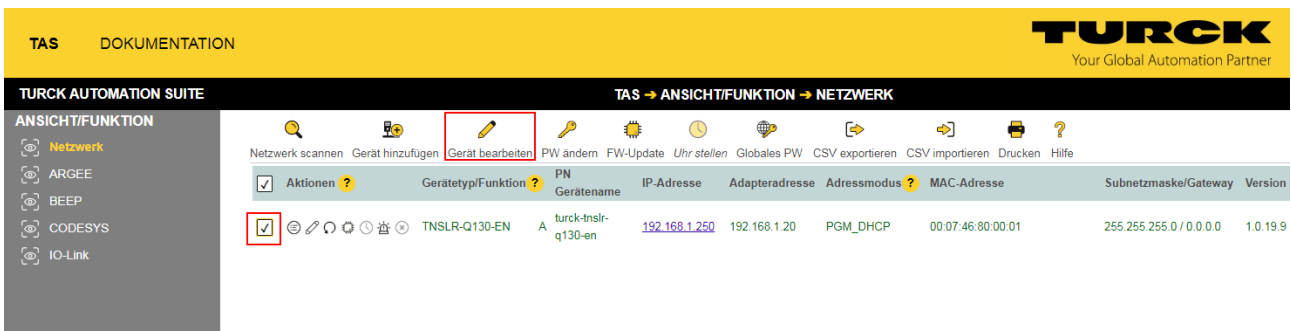 TAS DOKUMENTATION
TURCK
Your Global Automation Partner
TURCK AUTOMATION SUITE
TAS ➔ ANSICHT/FUNKTION ➔ NETZWERK
ANSICHT/FUNKTION
Netzwerk
ARGEE
BEEP
CODESYS
IO-Link
Netzwerk scannen Gerät hinzufügen Gerät bearbeiten PW ändern FW-Update Uhr stellen Globales PW CSV exportieren CSV importieren Drucken Hilfe
Aktionen ? Gerätetyp/Funktion ? PN Gerätename IP-Adresse Adapteradresse Adressmodus ? MAC-Adresse Subnetzmaske/Gateway Version
TNSLR-Q130-EN A turck-tnslr-q130-en 192.168.1.250 192.168.1.20 PGM_DHCP 00:07:46:80:00:01 255.255.255.0 / 0.0.0.0 1.0.19.9